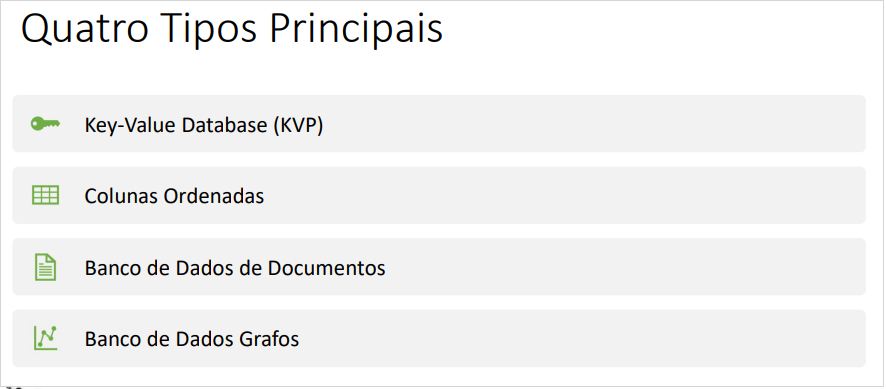 Quatro Tipos Principais
Key-Value Database (KVP)
Colunas Ordenadas
Banco de Dados de Documentos
Banco de Dados Grafos